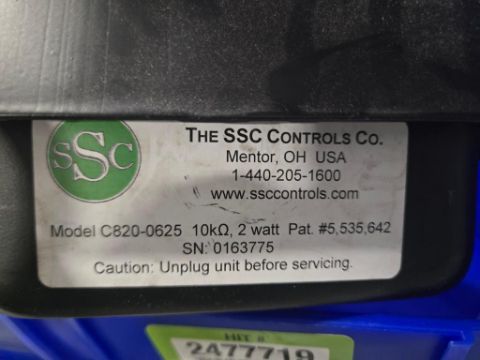 SSC
THE SSC CONTROLS CO.
Mentor, OH USA
1-440-205-1600
www.ssccontrols.com
Model C820-0625 10kΩ, 2 watt Pat. #5,535,642
SN: 0163775
Caution: Unplug unit before servicing.
HIT #
2477719